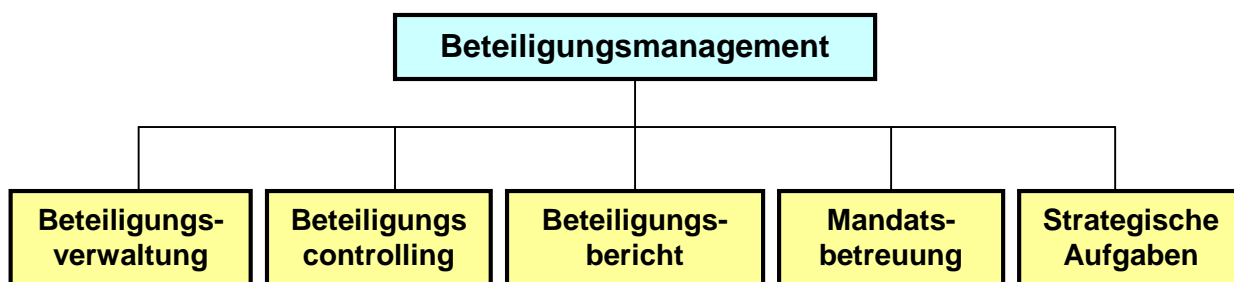 Beteiligungsmanagement
Beteiligungs-
verwaltung
Beteiligungs
controlling
Beteiligungs-
bericht
Mandats-
betreuung
Strategische
Aufgaben